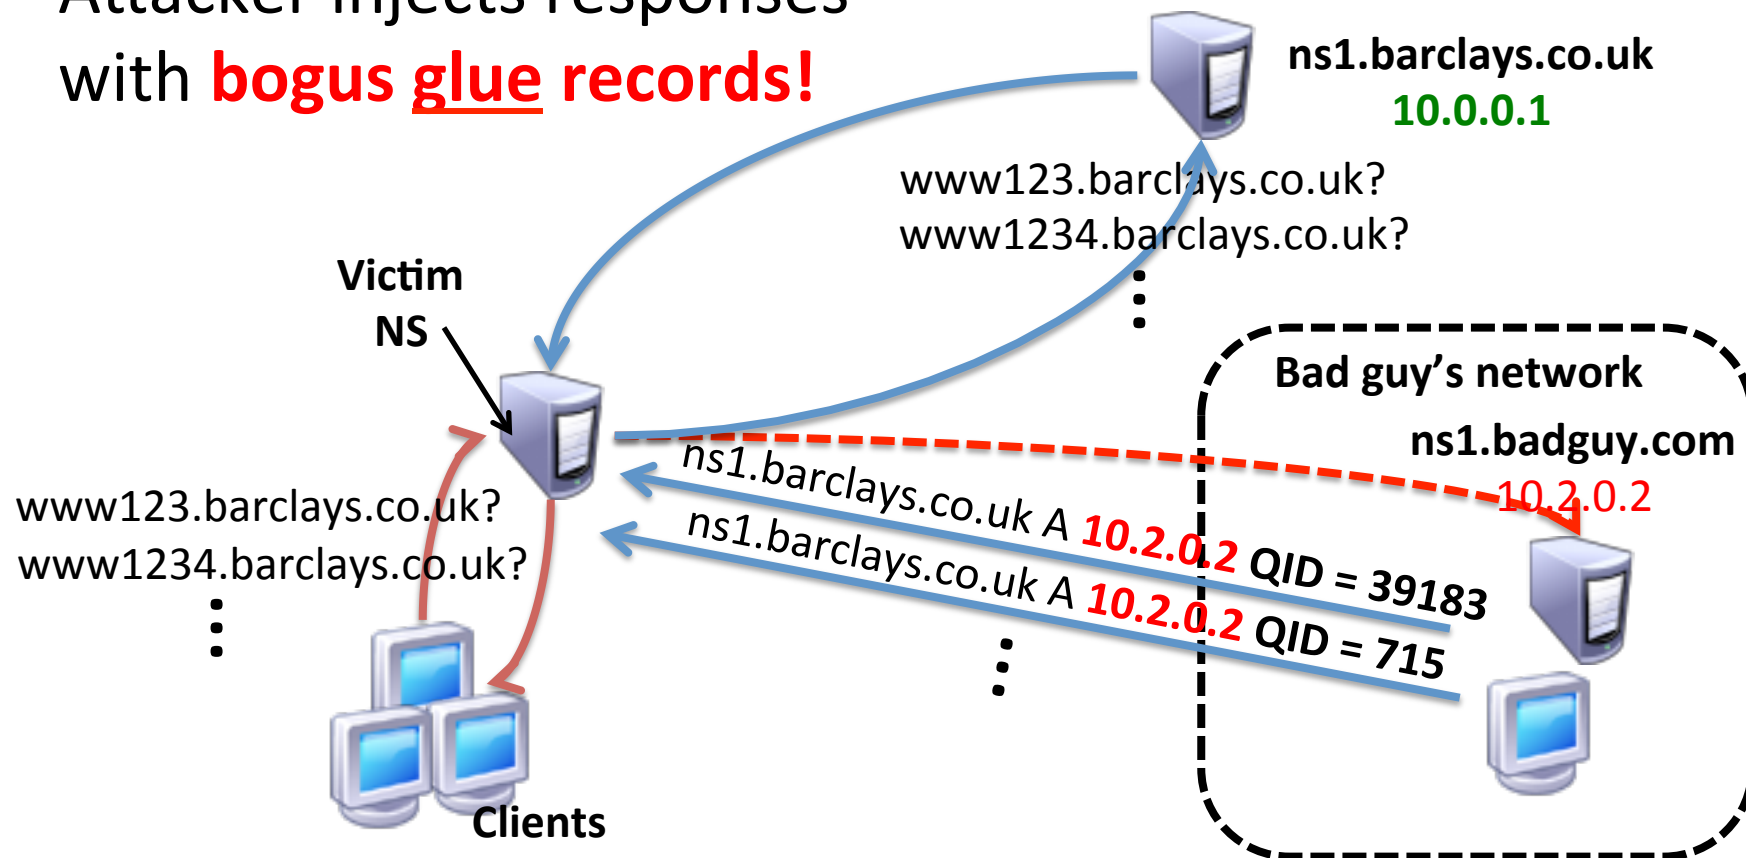 Attacker injects responses
with bogus glue records!
ns1.barclays.co.uk
10.0.0.1
www123.barclays.co.uk?
www1234.barclays.co.uk?
Victim
NS
Bad guy’s network
ns1.badguy.com
10.2.0.2
ns1.barclays.co.uk A 10.2.0.2 QID = 39183
ns1.barclays.co.uk A 10.2.0.2 QID = 715
www123.barclays.co.uk?
www1234.barclays.co.uk?
Clients